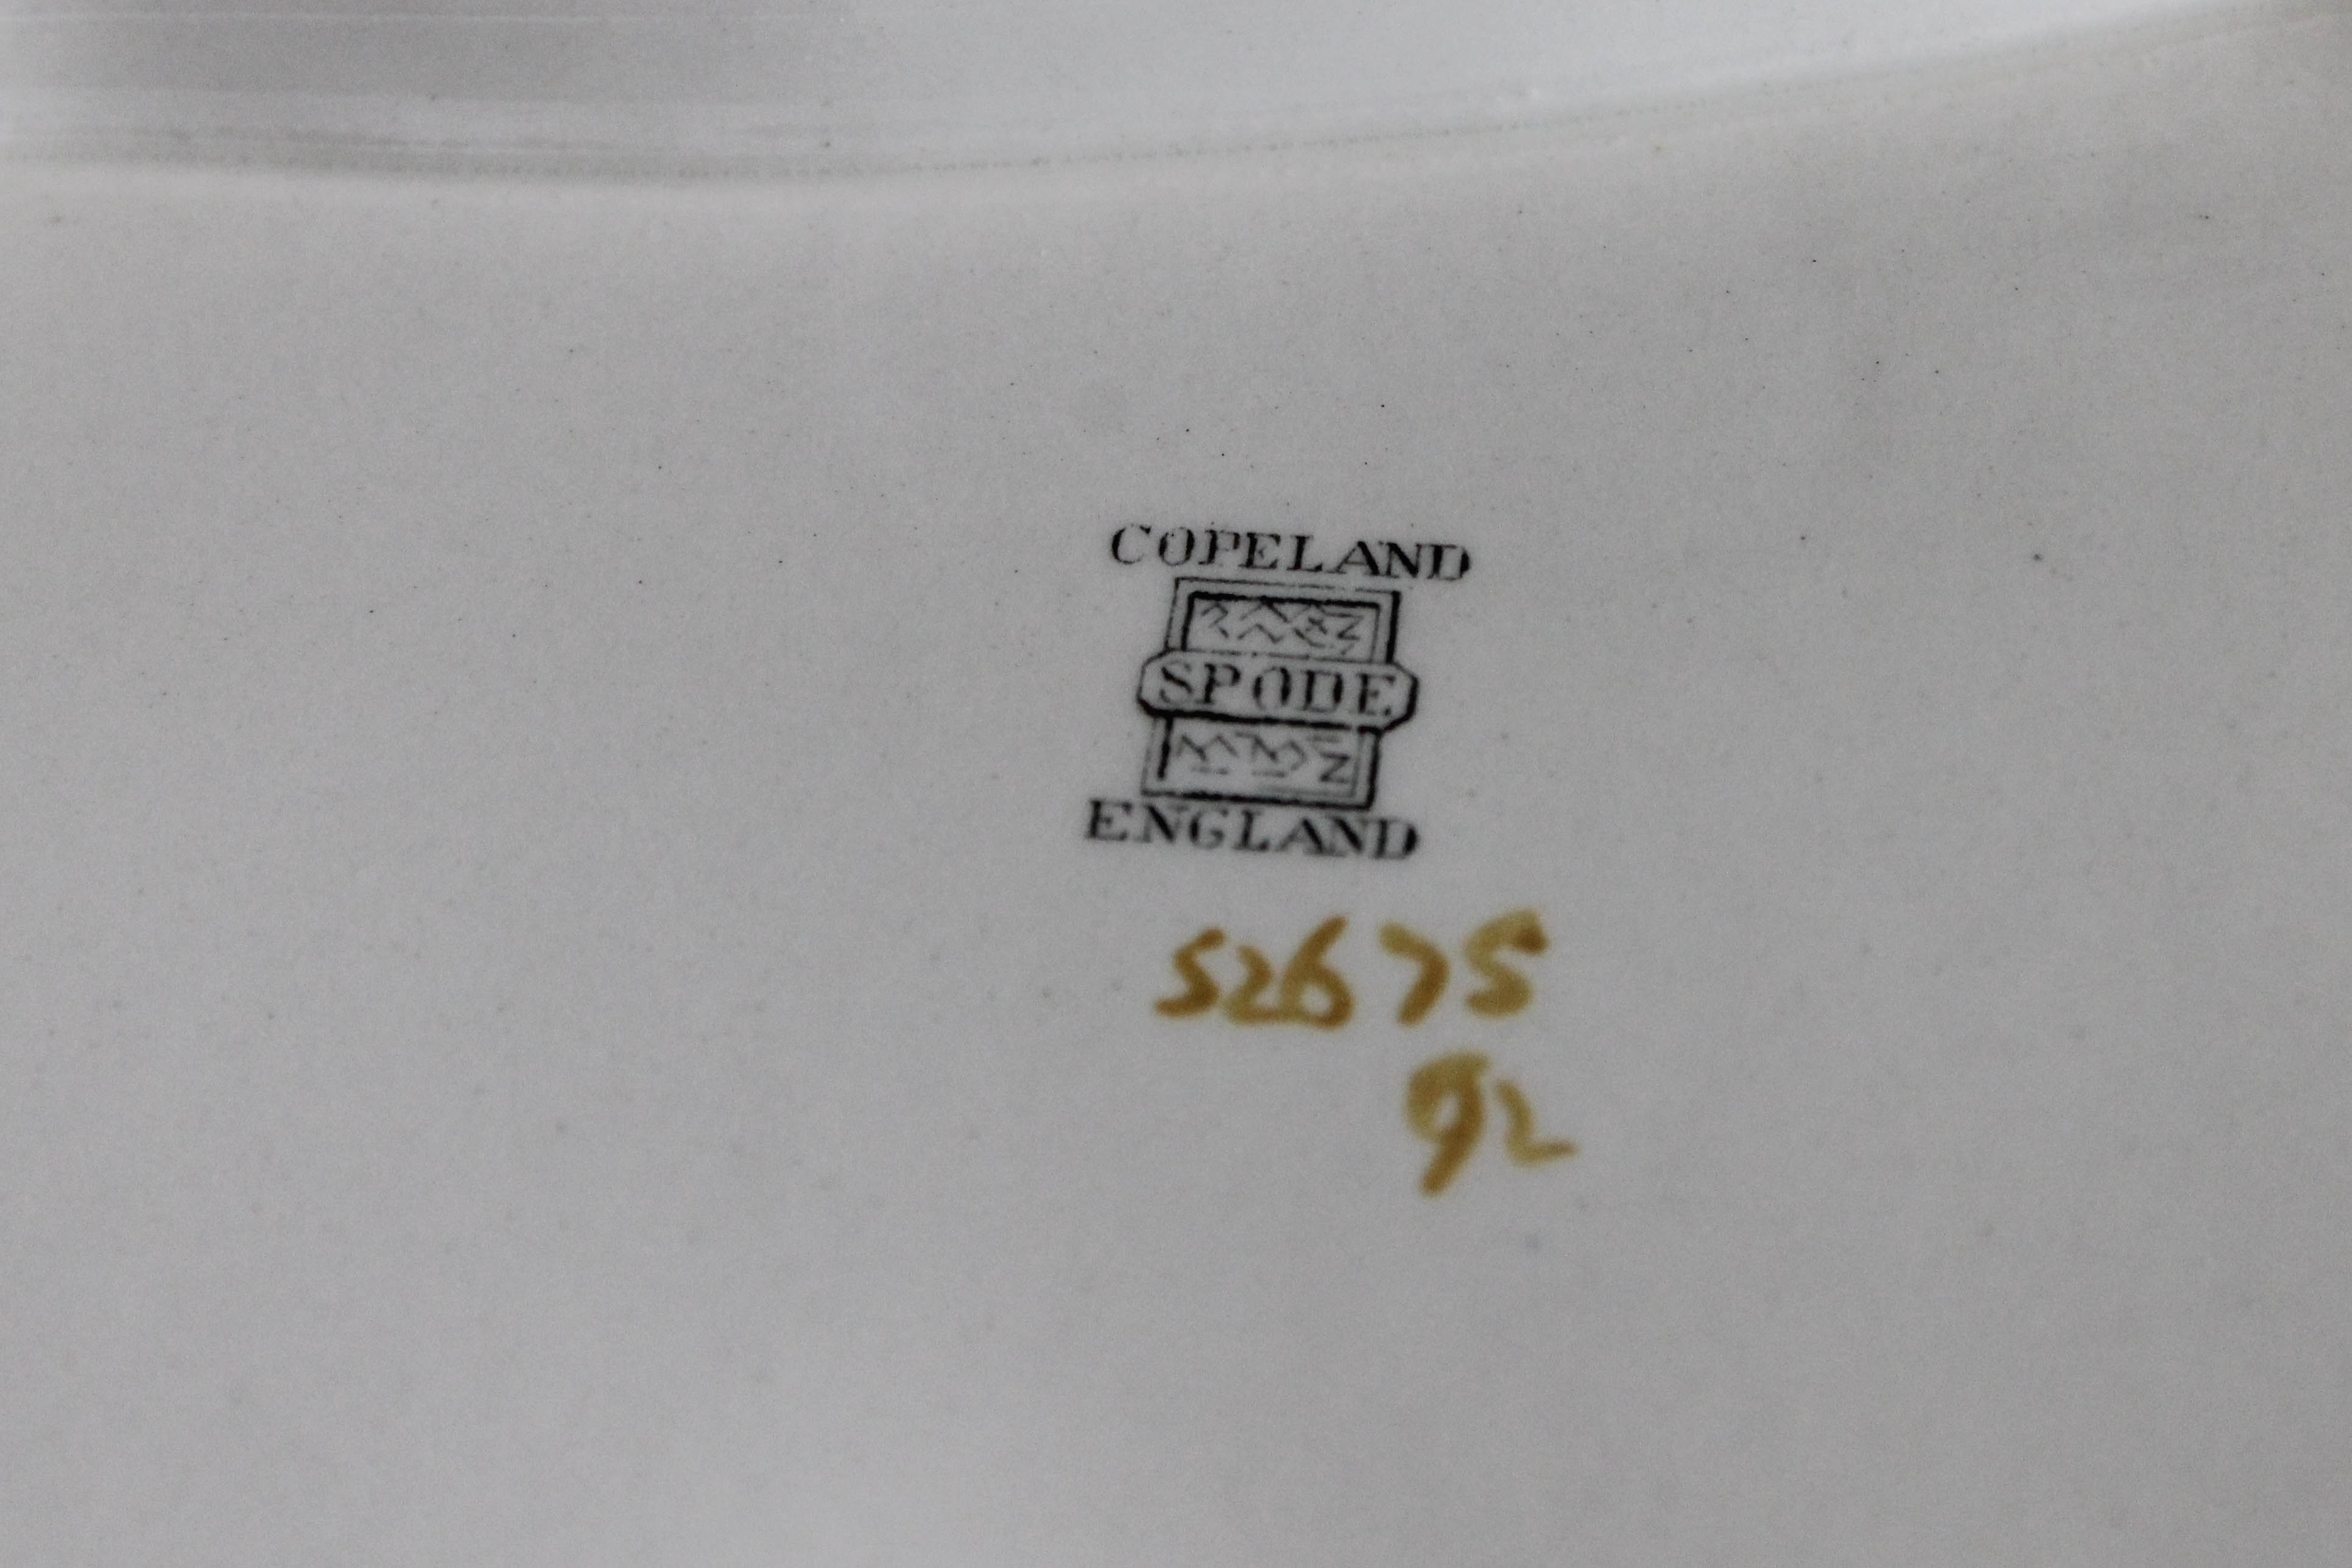 COPELAND
SPODE
ENGLAND
S2675
92